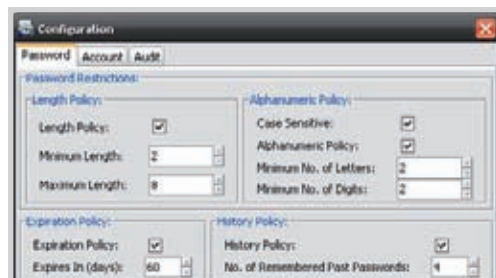 Configuration
Password Account Audit
Password Restrictions:
Length Policy:
Length Policy:
Minimum Length: 2
Maximum Length: 8
Alphanumeric Policy:
Case Sensitive:
Alphanumeric Policy:
Minimum No. of Letters: 2
Minimum No. of Digits: 2
Expiration Policy:
Expiration Policy:
Expires In (days): 60
History Policy:
History Policy:
No. of Remembered Past Passwords: 4